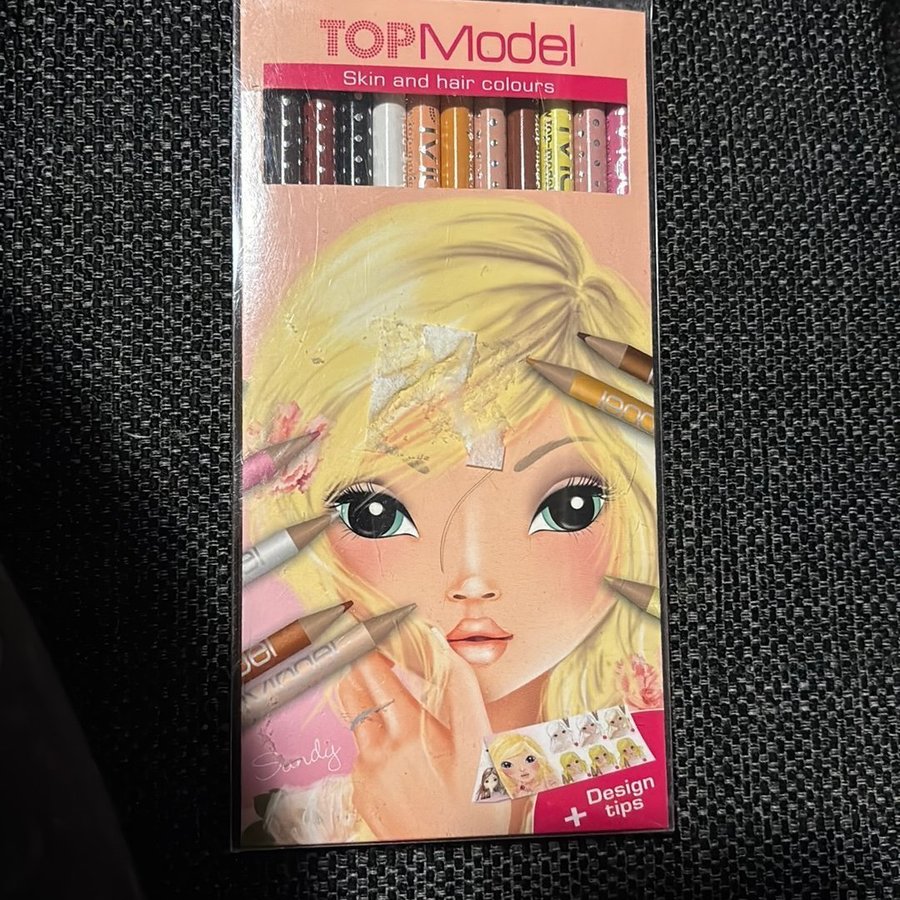 TOPModel
Skin and hair colours
Sandy
+ Design
tips